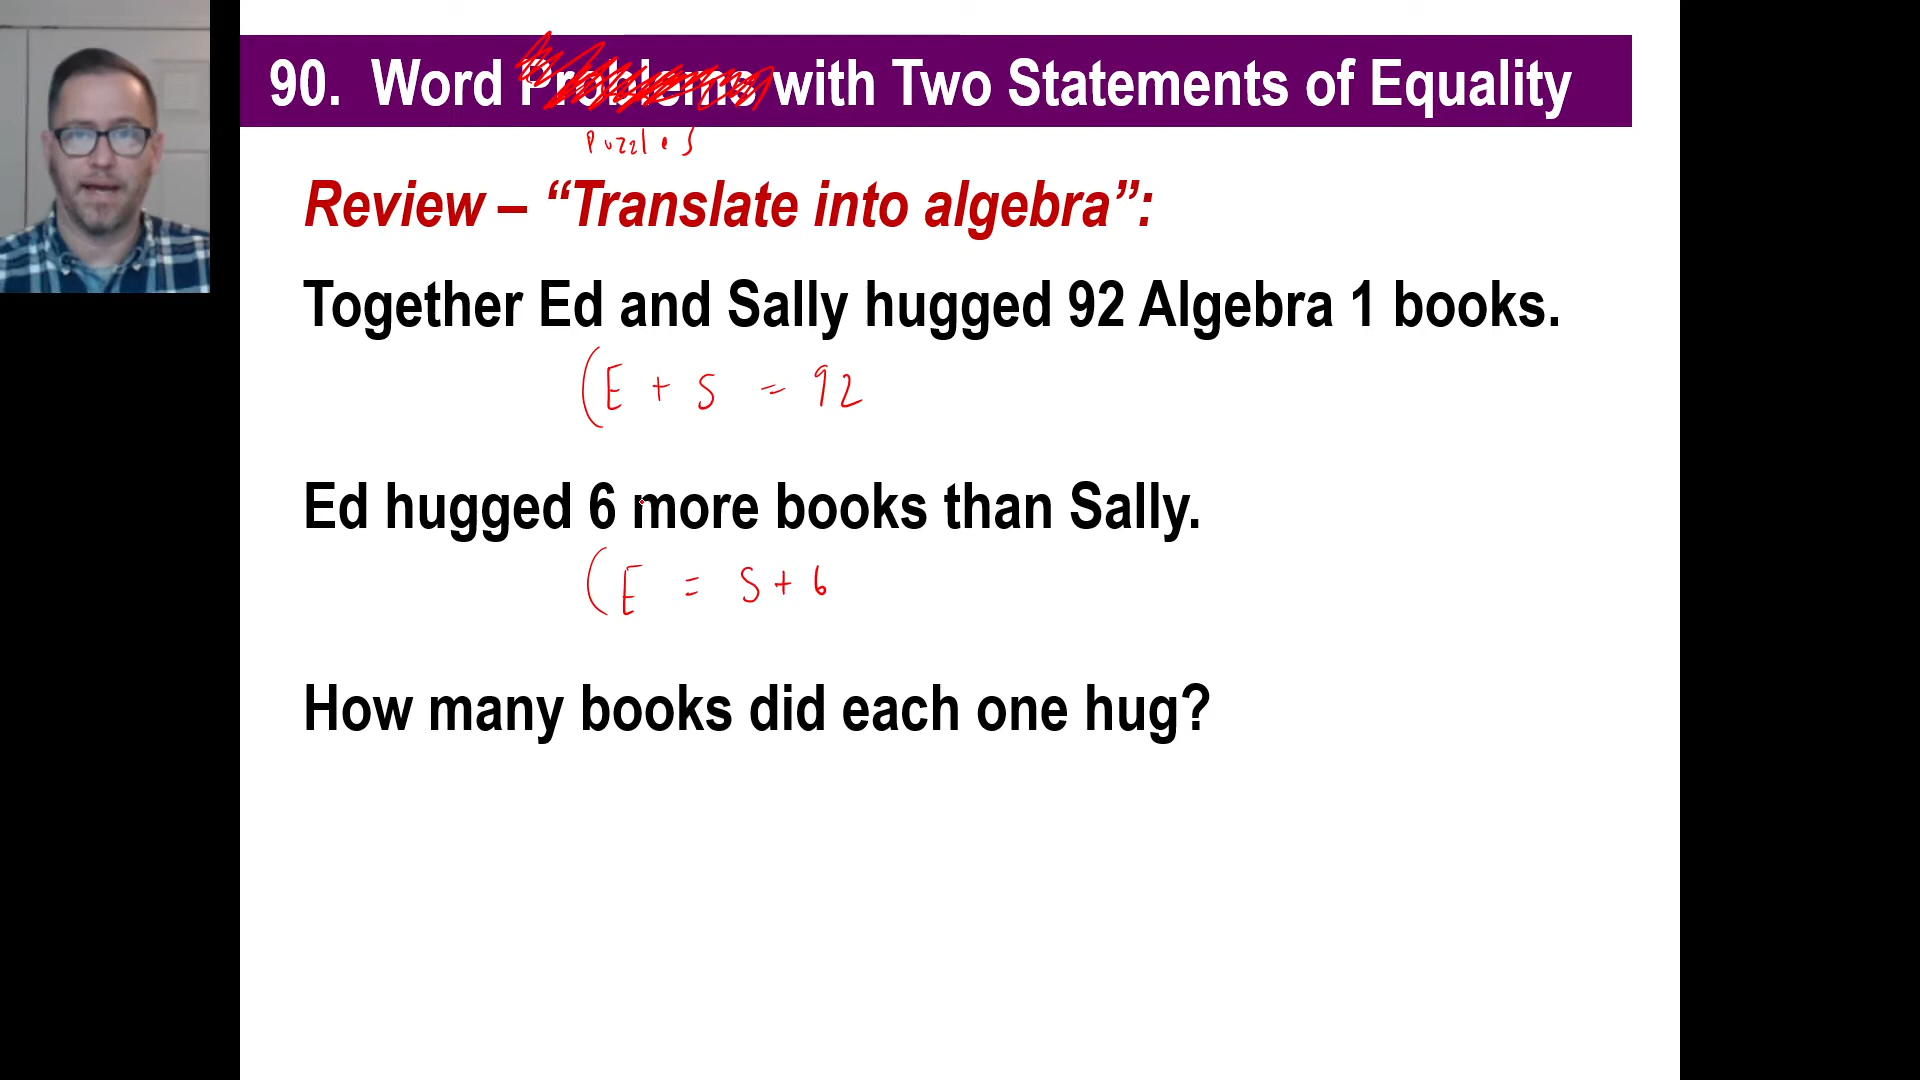 90. Word with Two Statements of Equality
Puzzles
Review – “Translate into algebra”:
Together Ed and Sally hugged 92 Algebra 1 books.
(E + S = 92
Ed hugged 6 more books than Sally.
(E = S + 6
How many books did each one hug?